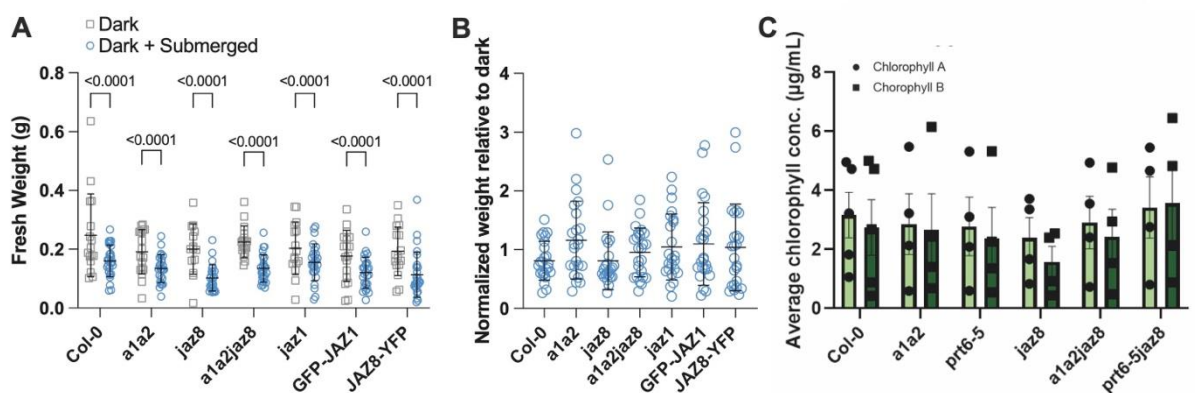 A
Dark
Dark + Submerged
Fresh Weight (g)
0.8
0.6
0.4
0.2
0.0
<0.0001
<0.0001
<0.0001
<0.0001
<0.0001
<0.0001
<0.0001
Col-0
a1a2
jaz8
a1a2jaz8
jaz1
GFP-JAZ1
JAZ8-YFP
B
Normalized weight relative to dark
4
3
2
1
0
Col-0
a1a2
jaz8
a1a2jaz8
jaz1
GFP-JAZ1
JAZ8-YFP
C
Average chlorophyll conc. (µg/mL)
Chlorophyll A
Chorophyll B
8
6
4
2
0
Col-0
a1a2
prt6-5
jaz8
a1a2jaz8
prt6-5jaz8